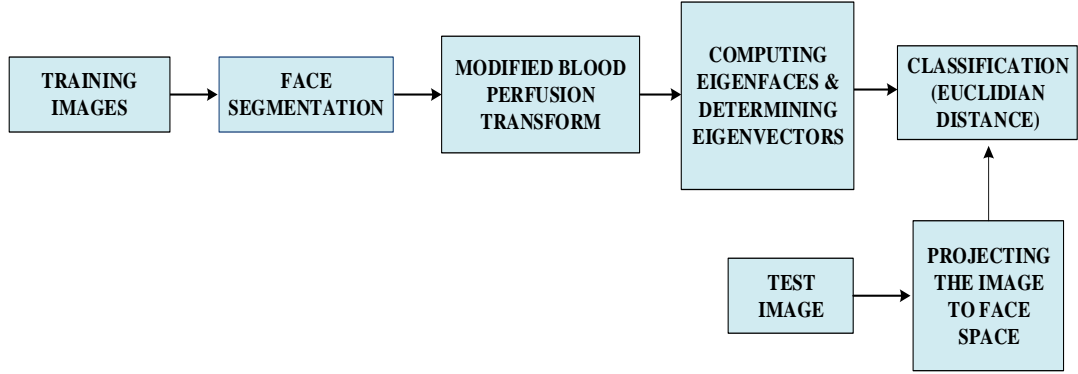 TRAINING
IMAGES
FACE
SEGMENTATION
MODIFIED BLOOD
PERFUSION
TRANSFORM
COMPUTING
EIGENFACES &
DETERMINING
EIGENVECTORS
CLASSIFICATION
(EUCLIDIAN
DISTANCE)
TEST
IMAGE
PROJECTING
THE IMAGE
TO FACE
SPACE